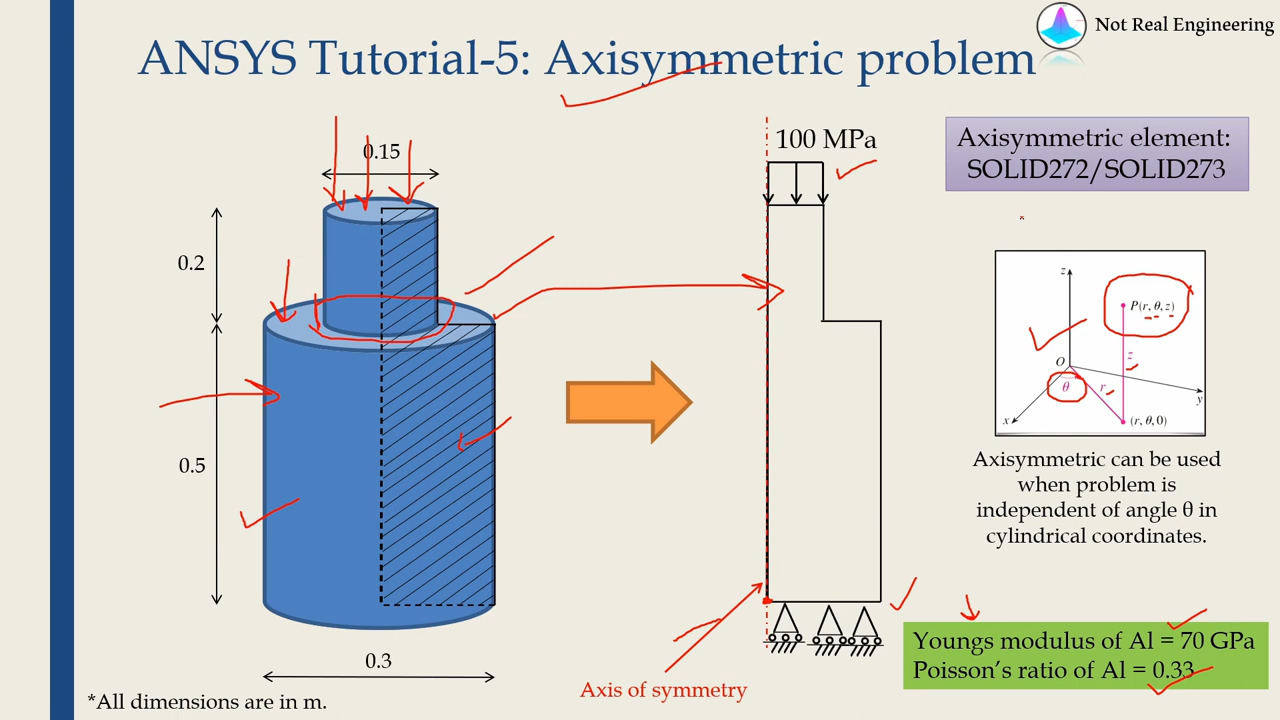 Not Real Engineering
ANSYS Tutorial-5: Axisymmetric problem
0.15
0.2
0.5
0.3
*All dimensions are in m.
100 MPa
Axis of symmetry
Axisymmetric element:
SOLID272/SOLID273
*
z
P(r, θ, z)
O
z
θ
r
y
x
(r, θ, 0)
Axisymmetric can be used
when problem is
independent of angle θ in
cylindrical coordinates.
Youngs modulus of Al = 70 GPa
Poisson's ratio of Al = 0.33